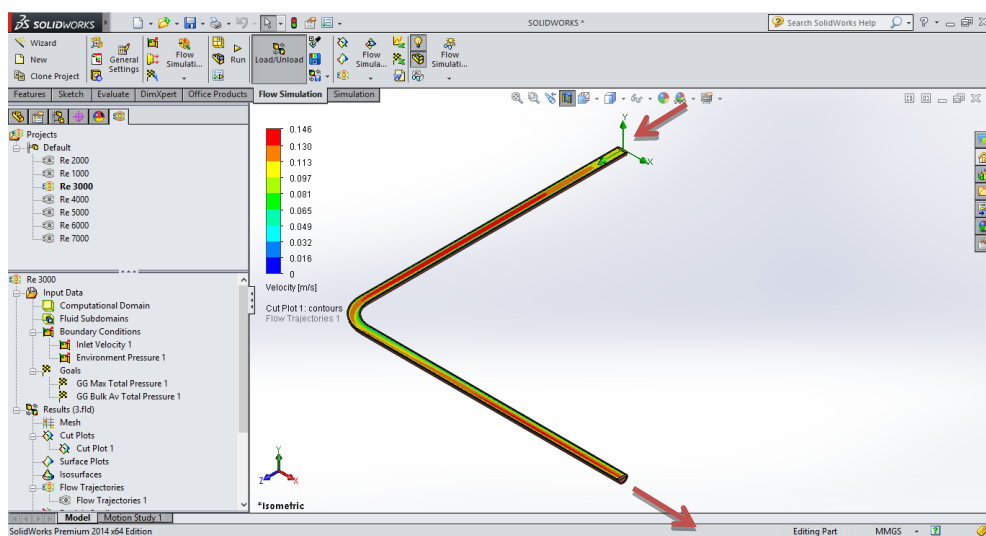 SOLIDWORKS
SOLIDWORKS *
Search SolidWorks Help
Wizard
New
Clone Project
General Settings
Flow Simulati...
Run
Load/Unload
Flow Simula...
Flow Simulati...
Features Sketch Evaluate DimXpert Office Products Flow Simulation Simulation
Projects
Default
Re 2000
Re 1000
Re 3000
Re 4000
Re 5000
Re 6000
Re 7000
Re 3000
Input Data
Computational Domain
Fluid Subdomains
Boundary Conditions
Inlet Velocity 1
Environment Pressure 1
Goals
GG Max Total Pressure 1
GG Bulk Av Total Pressure 1
Results (3.fld)
Mesh
Cut Plots
Cut Plot 1
Surface Plots
Isosurfaces
Flow Trajectories
Flow Trajectories 1
0.146
0.130
0.113
0.097
0.081
0.065
0.049
0.032
0.016
0
Velocity [m/s]
Cut Plot 1: contours
Flow Trajectories 1
Y
X
Y
Z
X
*Isometric
Model Motion Study 1
SolidWorks Premium 2014 x64 Edition
Editing Part MMGS